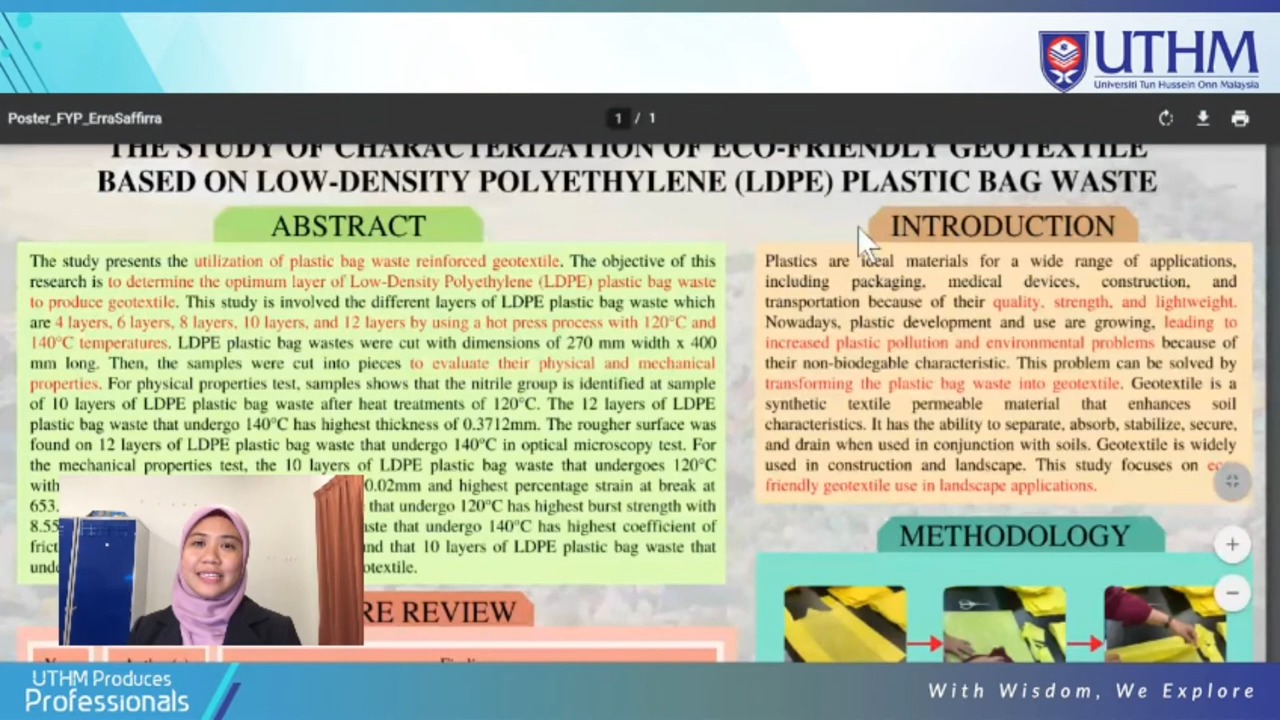 UTHM
Universiti Tun Hussein Onn Malaysia
Poster_FYP_ErraSaffirra
1 / 1
THE STUDY OF CHARACTERIZATION OF ECO-FRIENDLY GEOTEXTILE
BASED ON LOW-DENSITY POLYETHYLENE (LDPE) PLASTIC BAG WASTE
ABSTRACT
The study presents the utilization of plastic bag waste reinforced geotextile. The objective of this
research is to determine the optimum layer of Low-Density Polyethylene (LDPE) plastic bag waste
to produce geotextile. This study is involved the different layers of LDPE plastic bag waste which
are 4 layers, 6 layers, 8 layers, 10 layers, and 12 layers by using a hot press process with 120°C and
140°C temperatures. LDPE plastic bag wastes were cut with dimensions of 270 mm width x 400
mm long. Then, the samples were cut into pieces to evaluate their physical and mechanical
properties. For physical properties test, samples shows that the nitrile group is identified at sample
of 10 layers of LDPE plastic bag waste after heat treatments of 120°C. The 12 layers of LDPE
plastic bag waste that undergo 140°C has highest thickness of 0.3712mm. The rougher surface was
found on 12 layers of LDPE plastic bag waste that undergo 140°C in optical microscopy test. For
the mechanical properties test, the 10 layers of LDPE plastic bag waste that undergoes 120°C
with 0.02mm and highest percentage strain at break at
653. that undergo 120°C has highest burst strength with
8.55 aste that undergo 140°C has highest coefficient of
frict nd that 10 layers of LDPE plastic bag waste that
unde otextile.
RE REVIEW
INTRODUCTION
Plastics are ideal materials for a wide range of applications,
including packaging, medical devices, construction, and
transportation because of their quality, strength, and lightweight.
Nowadays, plastic development and use are growing, leading to
increased plastic pollution and environmental problems because of
their non-biodegable characteristic. This problem can be solved by
transforming the plastic bag waste into geotextile. Geotextile is a
synthetic textile permeable material that enhances soil
characteristics. It has the ability to separate, absorb, stabilize, secure,
and drain when used in conjunction with soils. Geotextile is widely
used in construction and landscape. This study focuses on
friendly geotextile use in landscape applications.
METHODOLOGY
UTHM Produces
Professionals
With Wisdom, We Explore